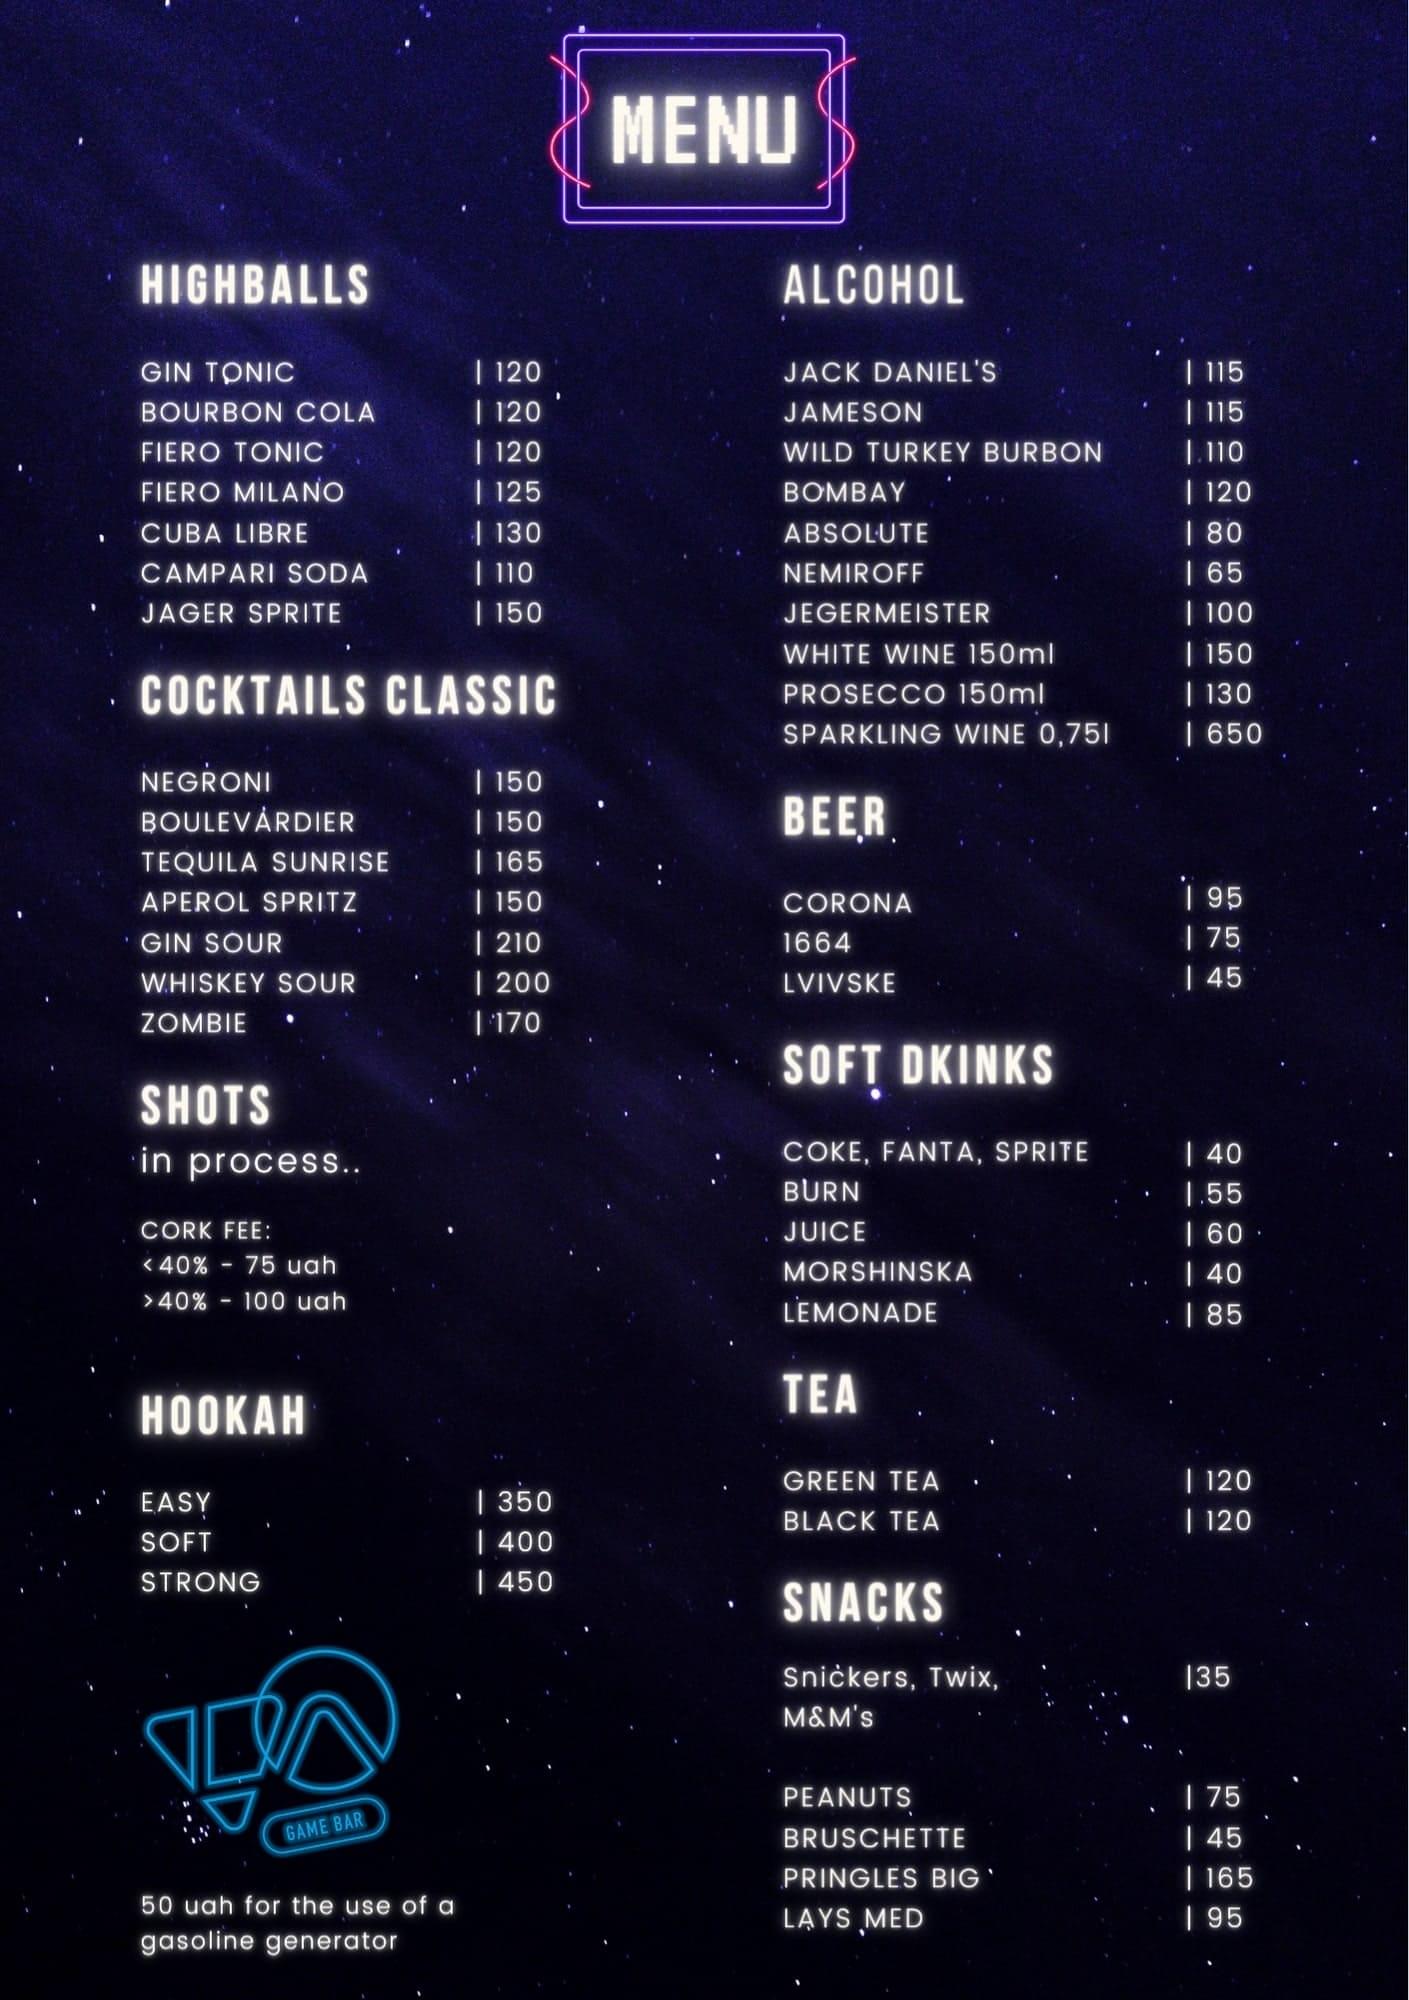 MENU
HIGHBALLS
GIN TONIC | 120
BOURBON COLA | 120
FIERO TONIC | 120
FIERO MILANO | 125
CUBA LIBRE | 130
CAMPARI SODA | 110
JAGER SPRITE | 150
COCKTAILS CLASSIC
NEGRONI | 150
BOULEVARDIER | 150
TEQUILA SUNRISE | 165
APEROL SPRITZ | 150
GIN SOUR | 210
WHISKEY SOUR | 200
ZOMBIE | 170
SHOTS
in process..
CORK FEE:
<40% - 75 uah
>40% - 100 uah
HOOKAH
EASY | 350
SOFT | 400
STRONG | 450
GAME BAR
50 uah for the use of a
gasoline generator
ALCOHOL
JACK DANIEL'S | 115
JAMESON | 115
WILD TURKEY BURBON | 110
BOMBAY | 120
ABSOLUTE | 80
NEMIROFF | 65
JEGERMEISTER | 100
WHITE WINE 150ml | 150
PROSECCO 150ml | 130
SPARKLING WINE 0,75l | 650
BEER
CORONA | 95
1664 | 75
LVIVSKE | 45
SOFT DKINKS
COKE, FANTA, SPRITE | 40
BURN | 55
JUICE | 60
MORSHINSKA | 40
LEMONADE | 85
TEA
GREEN TEA | 120
BLACK TEA | 120
SNACKS
Snickers, Twix, |35
M&M's
PEANUTS | 75
BRUSCHETTE | 45
PRINGLES BIG | 165
LAYS MED | 95